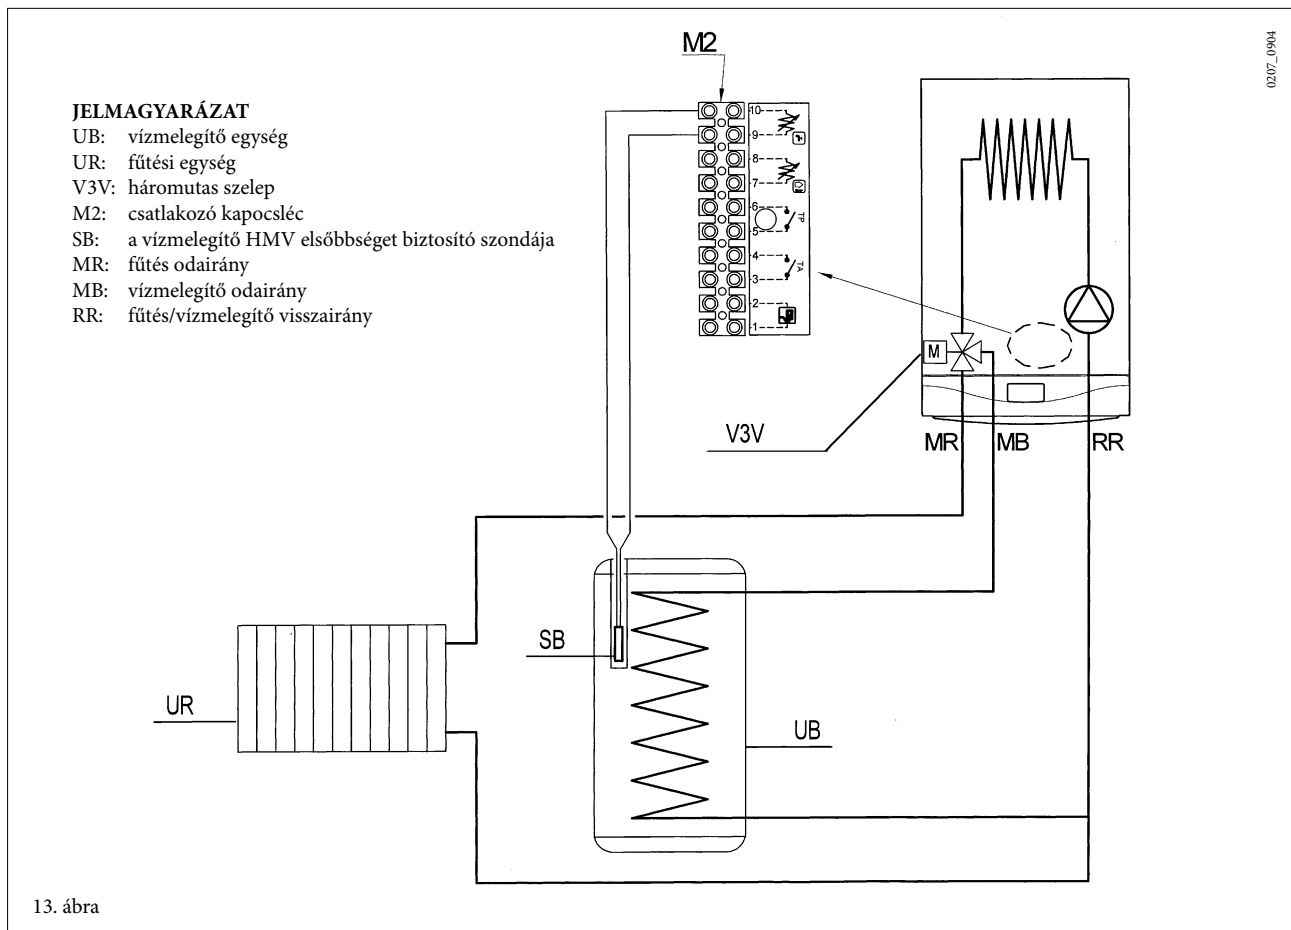 M2
0207_0904
JELMAGYARÁZAT
UB: vízmelegítő egység
UR: fűtési egység
V3V: háromutas szelep
M2: csatlakozó kapocsléc
SB: a vízmelegítő HMV elsőbbséget biztosító szondája
MR: fűtés odairány
MB: vízmelegítő odairány
RR: fűtés/vízmelegítő visszairány
10
9
8
7
6
TP
5
4
TA
3
2
1
M
V3V
MR MB RR
SB
UR
UB
13. ábra